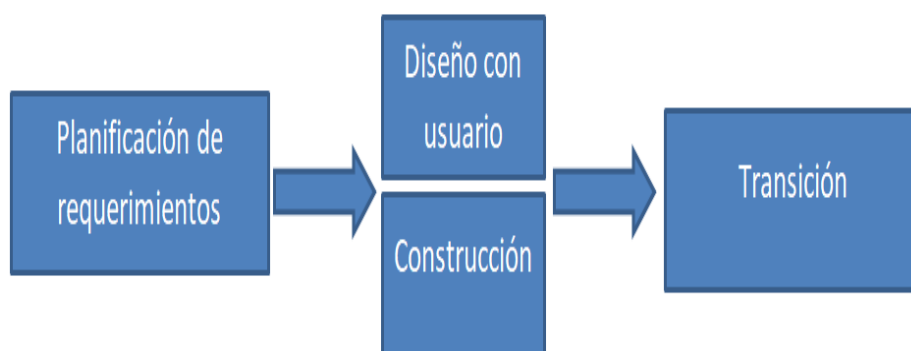 Planificación de
requerimientos
Diseño con
usuario
Construcción
Transición